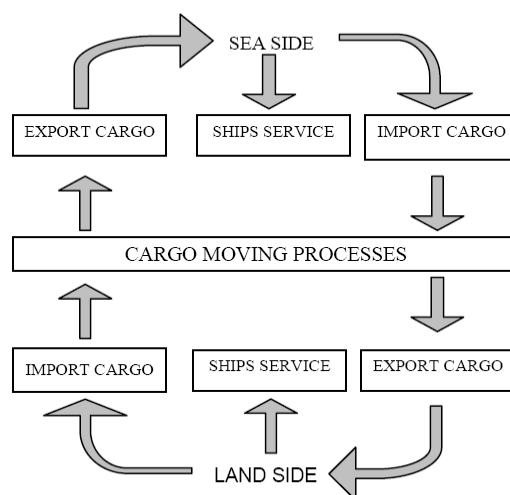 SEA SIDE
EXPORT CARGO
SHIPS SERVICE
IMPORT CARGO
CARGO MOVING PROCESSES
IMPORT CARGO
SHIPS SERVICE
EXPORT CARGO
LAND SIDE